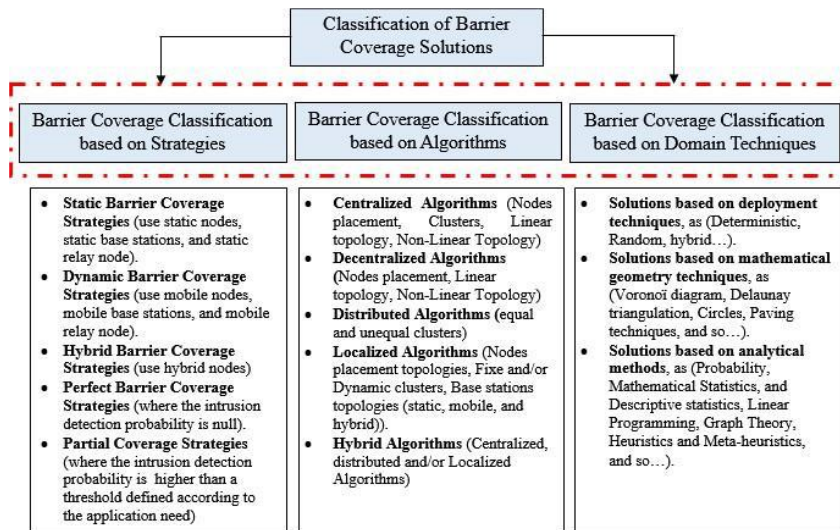 Classification of Barrier
Coverage Solutions
Barrier Coverage Classification
based on Strategies
Barrier Coverage Classification
based on Algorithms
Barrier Coverage Classification
based on Domain Techniques
• Static Barrier Coverage
Strategies (use static nodes,
static base stations, and static
relay node).
• Dynamic Barrier Coverage
Strategies (use mobile nodes,
mobile base stations, and mobile
relay node).
• Hybrid Barrier Coverage
Strategies (use hybrid nodes)
• Perfect Barrier Coverage
Strategies (where the intrusion
detection probability is null).
• Partial Coverage Strategies
(where the intrusion detection
probability is higher than a
threshold defined according to
the application need)
• Centralized Algorithms (Nodes
placement, Clusters, Linear
topology, Non-Linear Topology)
• Decentralized Algorithms
(Nodes placement, Linear
topology, Non-Linear Topology)
• Distributed Algorithms (equal
and unequal clusters)
• Localized Algorithms (Nodes
placement topologies, Fixe and/or
Dynamic clusters, Base stations
topologies (static, mobile, and
hybrid)).
• Hybrid Algorithms (Centralized,
distributed and/or Localized
Algorithms)
• Solutions based on deployment
techniques, as (Deterministic,
Random, hybrid…).
• Solutions based on mathematical
geometry techniques, as
(Voronoï diagram, Delaunay
triangulation, Circles, Paving
techniques, and so…).
• Solutions based on analytical
methods, as (Probability,
Mathematical Statistics, and
Descriptive statistics, Linear
Programming, Graph Theory,
Heuristics and Meta-heuristics,
and so…).